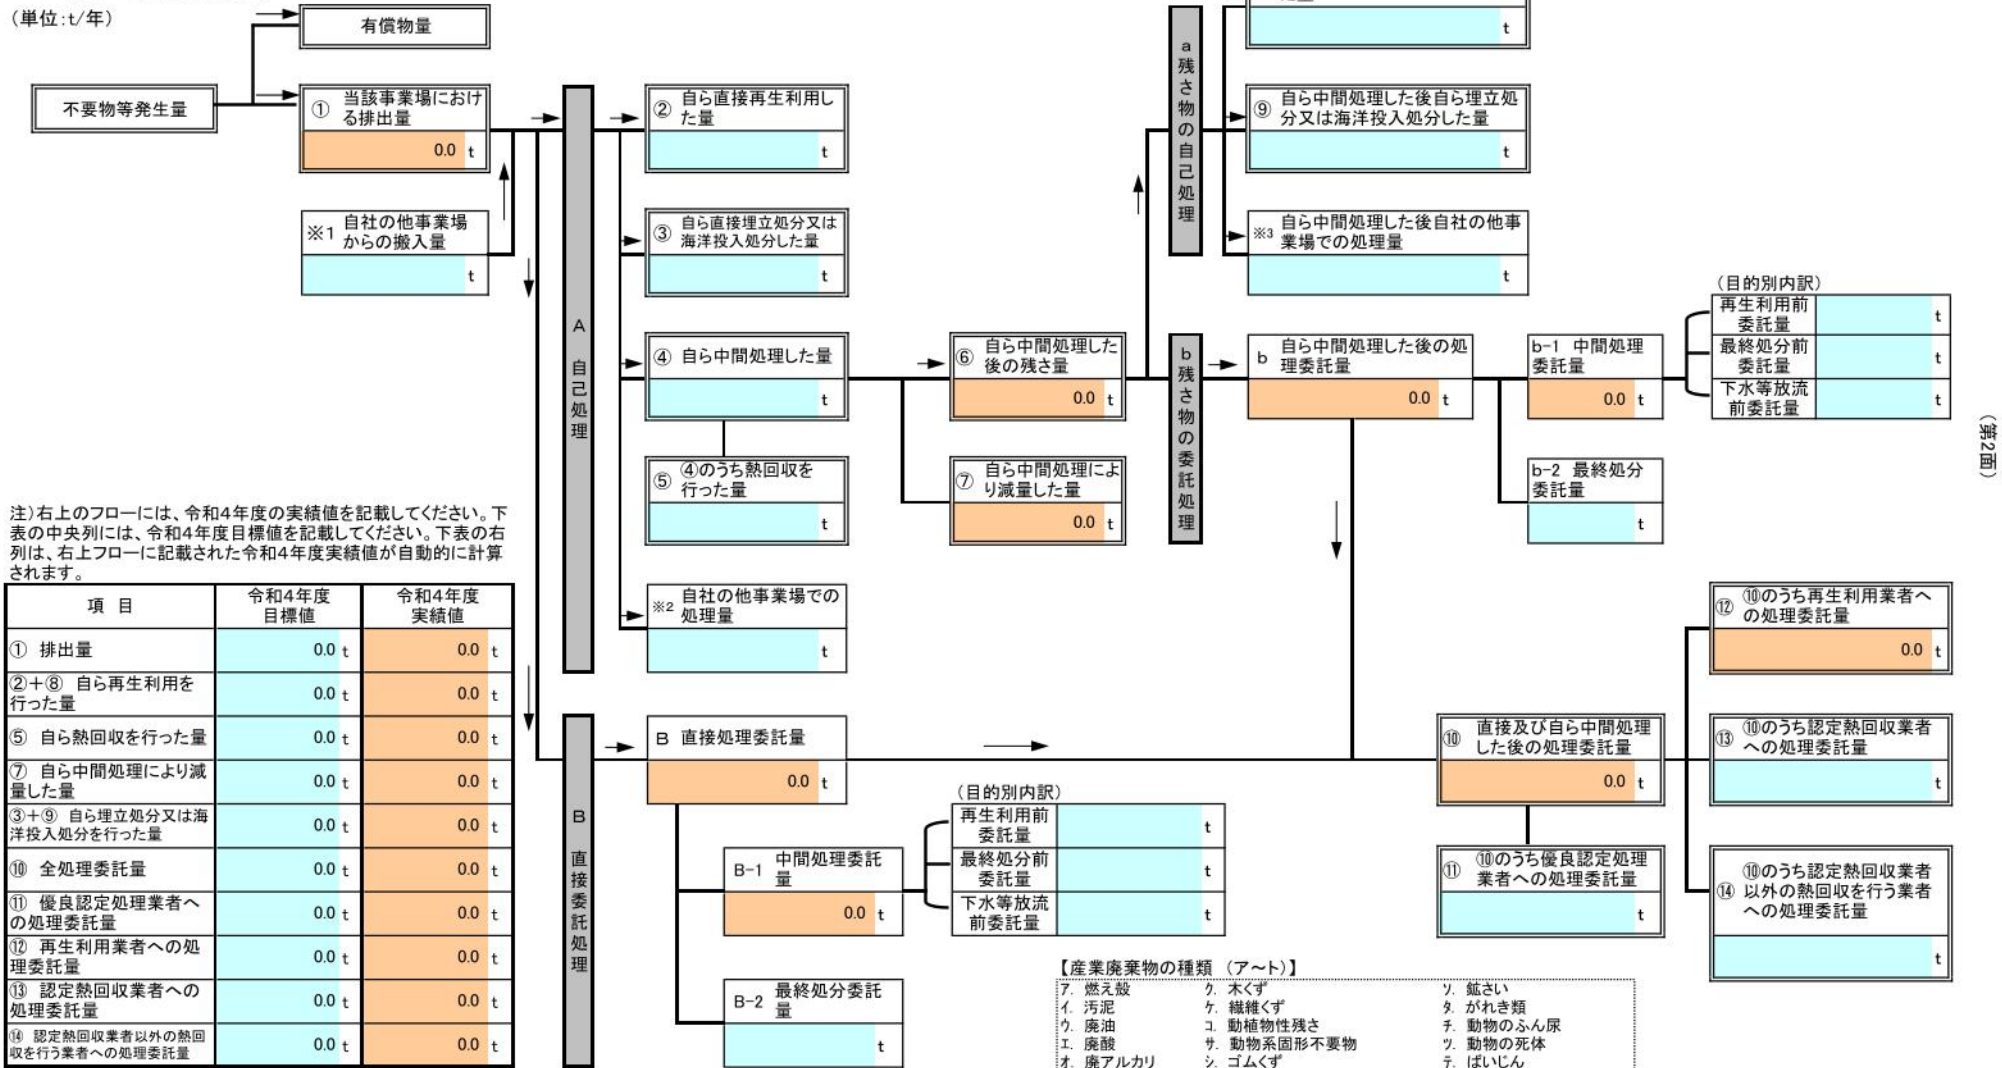 (単位:t/年)
有償物量
不要物等発生量
① 当該事業場におけ
る排出量
0.0 t
※1 自社の他事業場
からの搬入量
t
A 自己処理
② 自ら直接再生利用し
た量
t
③ 自ら直接埋立処分又は
海洋投入処分した量
t
④ 自ら中間処理した量
t
⑤ ④のうち熱回収を
行った量
t
※2 自社の他事業場での
処理量
t
⑥ 自ら中間処理した
後の残さ量
0.0 t
⑦ 自ら中間処理によ
り減量した量
0.0 t
a残さ物の自己処理
t
⑨ 自ら中間処理した後自ら埋立処
分又は海洋投入処分した量
t
※3 自ら中間処理した後自社の他事
業場での処理量
t
b残さ物の委託処理
b 自ら中間処理した後の処
理委託量
0.0 t
b-1 中間処理
委託量
0.0 t
(目的別内訳)
再生利用前
委託量 t
最終処分前
委託量 t
下水等放流
前委託量 t
b-2 最終処分
委託量
t
(第2面)
注)右上のフローには、令和4年度の実績値を記載してください。下
表の中央列には、令和4年度目標値を記載してください。下表の右
列は、右上フローに記載された令和4年度実績値が自動的に計算
されます。
項 目 令和4年度 目標値 令和4年度 実績値
① 排出量 0.0 t 0.0 t
②+⑧ 自ら再生利用を
行った量 0.0 t 0.0 t
⑤ 自ら熱回収を行った量 0.0 t 0.0 t
⑦ 自ら中間処理により減
量した量 0.0 t 0.0 t
③+⑨ 自ら埋立処分又は海
洋投入処分を行った量 0.0 t 0.0 t
⑩ 全処理委託量 0.0 t 0.0 t
⑪ 優良認定処理業者へ
の処理委託量 0.0 t 0.0 t
⑫ 再生利用業者への処
理委託量 0.0 t 0.0 t
⑬ 認定熱回収業者への
処理委託量 0.0 t 0.0 t
⑭ 認定熱回収業者以外の熱回
収を行う業者への処理委託量 0.0 t 0.0 t
B 直接委託処理
B 直接処理委託量
0.0 t
B-1 中間処理委託
量
0.0 t
(目的別内訳)
再生利用前
委託量 t
最終処分前
委託量 t
下水等放流
前委託量 t
B-2 最終処分委託
量
t
⑩ 直接及び自ら中間処理
した後の処理委託量
0.0 t
⑪ ⑩のうち優良認定処理
業者への処理委託量
t
⑫ ⑩のうち再生利用業者へ
の処理委託量
0.0 t
⑬ ⑩のうち認定熱回収業者
への処理委託量
t
⑭ ⑩のうち認定熱回収業者
以外の熱回収を行う業者
への処理委託量
t
【産業廃棄物の種類 (ア~ト)】
ア. 燃え殻 ク. 木くず ソ. 鉱さい
イ. 汚泥 ケ. 繊維くず タ. がれき類
ウ. 廃油 コ. 動植物性残さ チ. 動物のふん尿
エ. 廃酸 サ. 動物系固形不要物 ツ. 動物の死体
オ. 廃アルカリ シ. ゴムくず テ. ばいじん